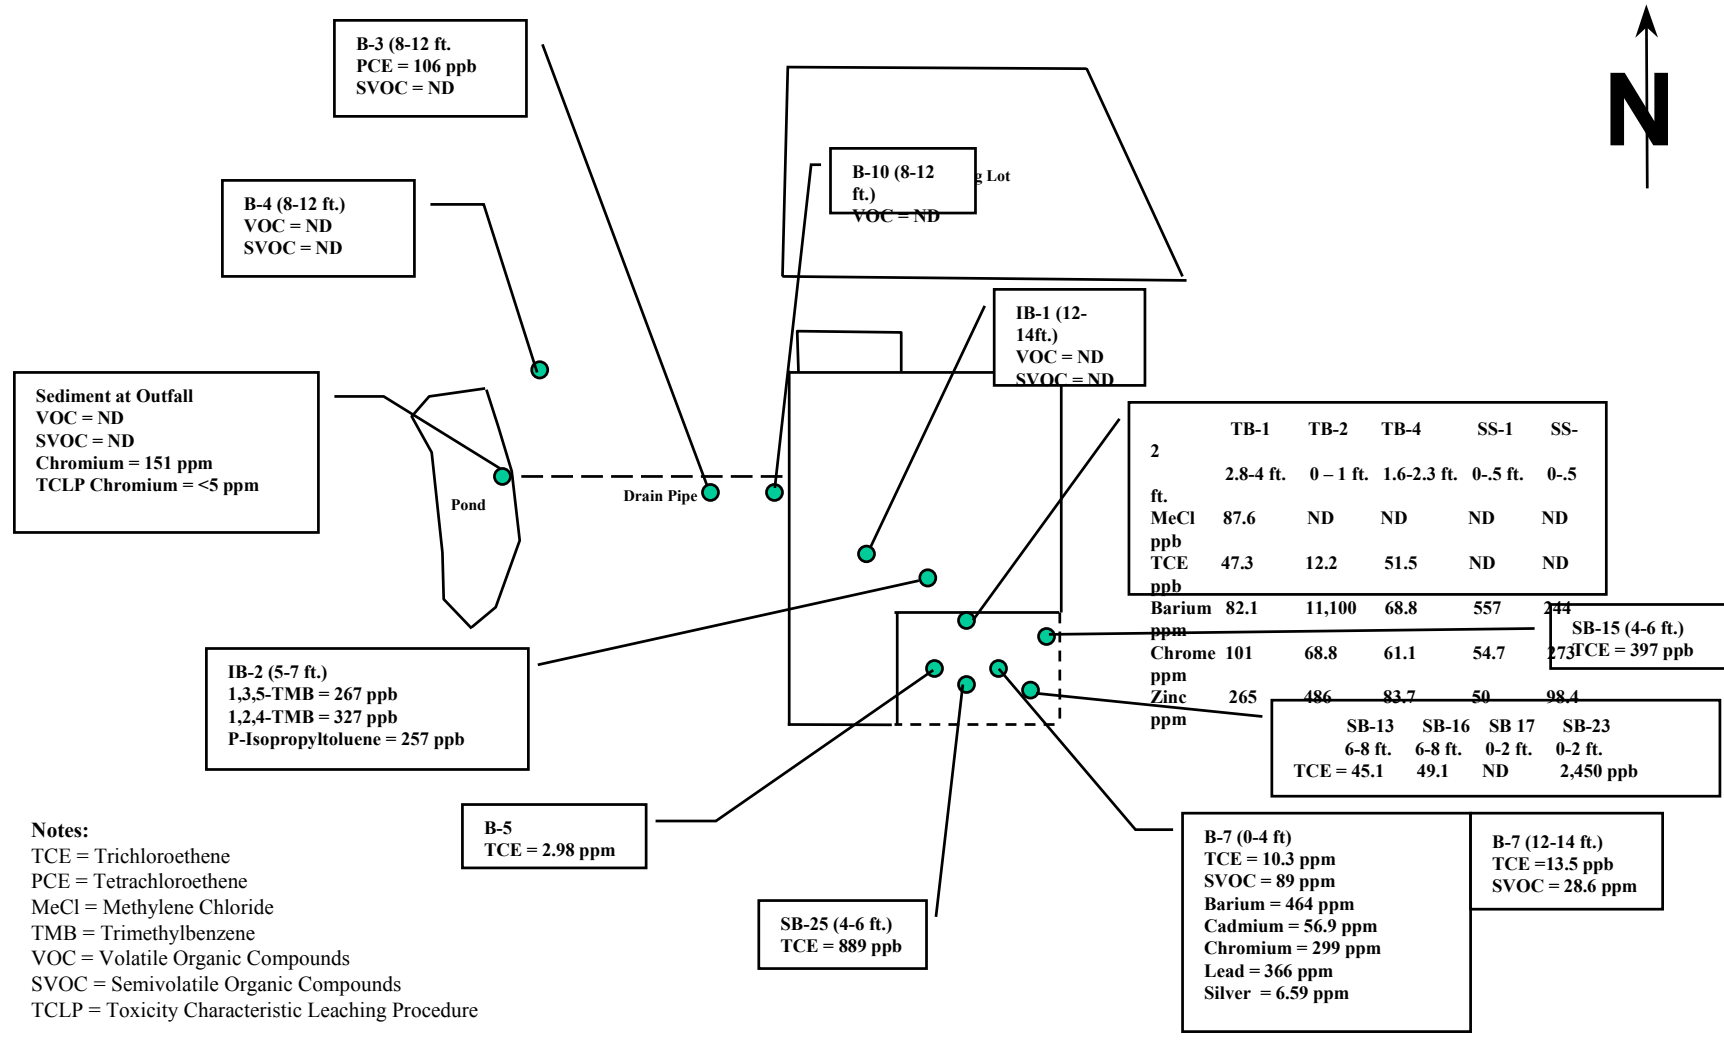 B-3 (8-12 ft.
PCE = 106 ppb
SVOC = ND
N
B-10 (8-12
ft.)
VOC = ND
g Lot
B-4 (8-12 ft.)
VOC = ND
SVOC = ND
IB-1 (12-
14ft.)
VOC = ND
SVOC = ND
Sediment at Outfall
VOC = ND
SVOC = ND
Chromium = 151 ppm
TCLP Chromium = <5 ppm
Pond
Drain Pipe
TB-1 TB-2 TB-4 SS-1 SS-
2
2.8-4 ft. 0 – 1 ft. 1.6-2.3 ft. 0-.5 ft. 0-.5
ft.
MeCl 87.6 ND ND ND ND
ppb
TCE 47.3 12.2 51.5 ND ND
ppb
Barium 82.1 11,100 68.8 557 244
ppm
Chrome 101 68.8 61.1 54.7 273
ppm
Zinc 265 486 83.7 50 98.4
ppm
SB-15 (4-6 ft.)
TCE = 397 ppb
IB-2 (5-7 ft.)
1,3,5-TMB = 267 ppb
1,2,4-TMB = 327 ppb
P-Isopropyltoluene = 257 ppb
SB-13 SB-16 SB 17 SB-23
6-8 ft. 6-8 ft. 0-2 ft. 0-2 ft.
TCE = 45.1 49.1 ND 2,450 ppb
B-5
TCE = 2.98 ppm
SB-25 (4-6 ft.)
TCE = 889 ppb
B-7 (0-4 ft)
TCE = 10.3 ppm
SVOC = 89 ppm
Barium = 464 ppm
Cadmium = 56.9 ppm
Chromium = 299 ppm
Lead = 366 ppm
Silver = 6.59 ppm
B-7 (12-14 ft.)
TCE =13.5 ppb
SVOC = 28.6 ppm
Notes:
TCE = Trichloroethene
PCE = Tetrachloroethene
MeCl = Methylene Chloride
TMB = Trimethylbenzene
VOC = Volatile Organic Compounds
SVOC = Semivolatile Organic Compounds
TCLP = Toxicity Characteristic Leaching Procedure